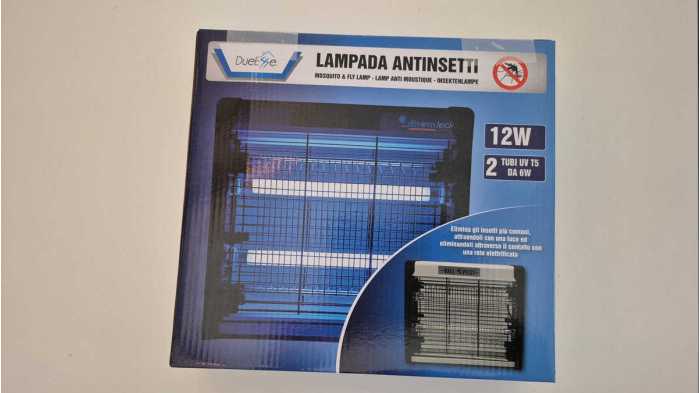 DueEsse
LAMPADA ANTINSETTI
MOSQUITO & FLY LAMP - LAMP ANTI MOUSTIQUE - INSEKTENLAMPE
12W
2 TUBI UV T5
DA 6W
Elimina gli insetti più comuni,
attraendoli con una luce ed
eliminandoli attraverso il contatto con
una rete elettrificata